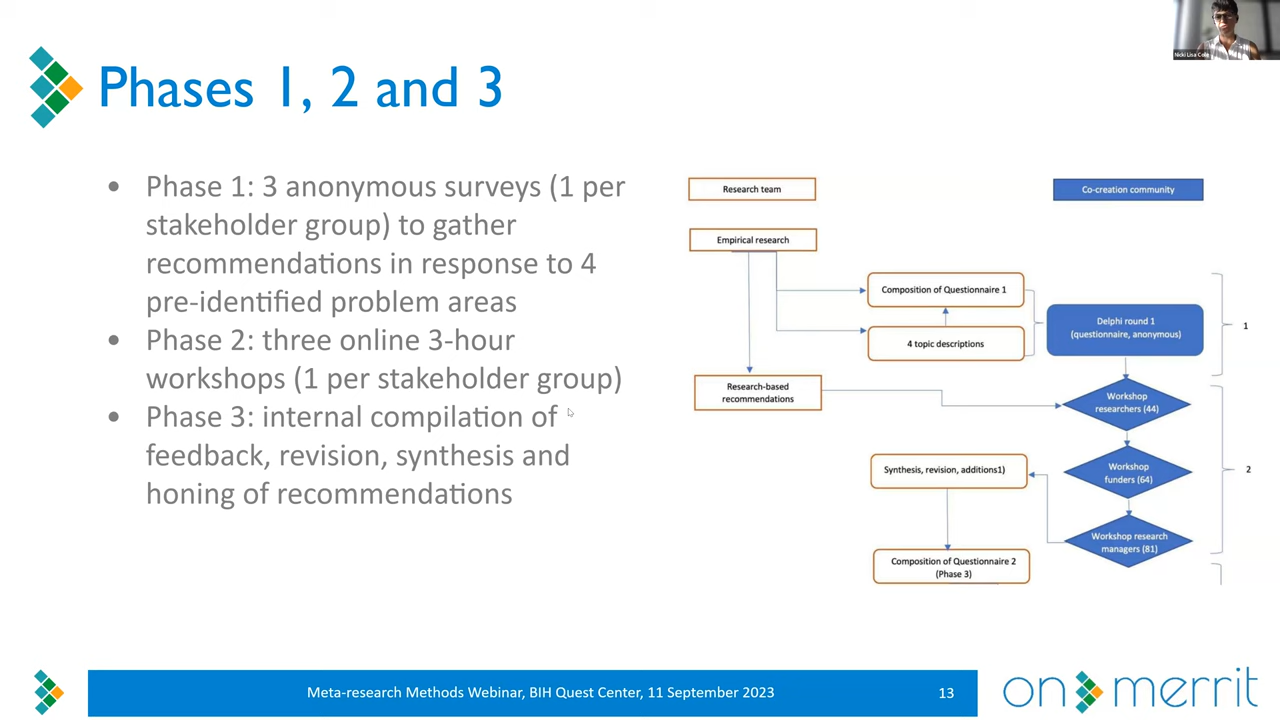 Nicki Lisa Cole
Phases 1, 2 and 3
• Phase 1: 3 anonymous surveys (1 per
stakeholder group) to gather
recommendations in response to 4
pre-identified problem areas
• Phase 2: three online 3-hour
workshops (1 per stakeholder group)
• Phase 3: internal compilation of
feedback, revision, synthesis and
honing of recommendations
Research team
Co-creation community
Empirical research
Composition of Questionnaire 1
4 topic descriptions
Delphi round 1
(questionnaire, anonymous)
1
Research-based
recommendations
Workshop
researchers (44)
Synthesis, revision, additions1)
Workshop
funders (64)
2
Workshop research
managers (81)
Composition of Questionnaire 2
(Phase 3)
Meta-research Methods Webinar, BIH Quest Center, 11 September 2023
13
on merrit